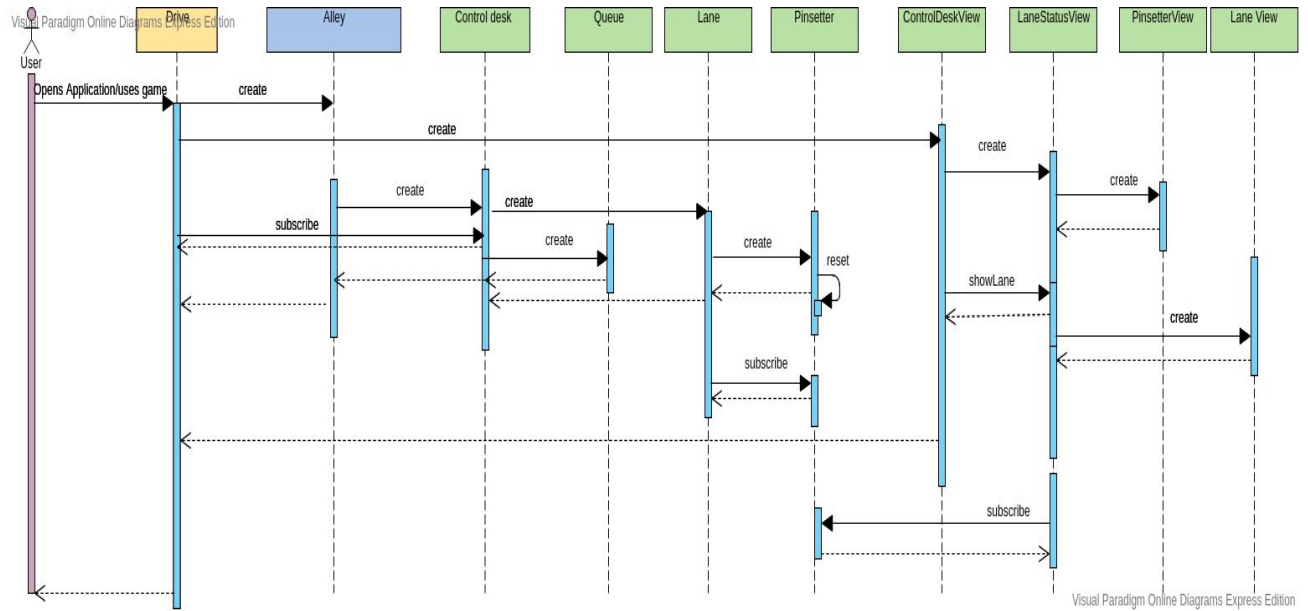 Visual Paradigm Online Diagrams Express Edition
Drive
Alley
Control desk
Queue
Lane
Pinsetter
ControlDeskView
LaneStatusView
PinsetterView
Lane View
User
Opens Application/uses game
create
create
create
create
create
create
subscribe
create
create
reset
showLane
create
subscribe
subscribe
Visual Paradigm Online Diagrams Express Edition